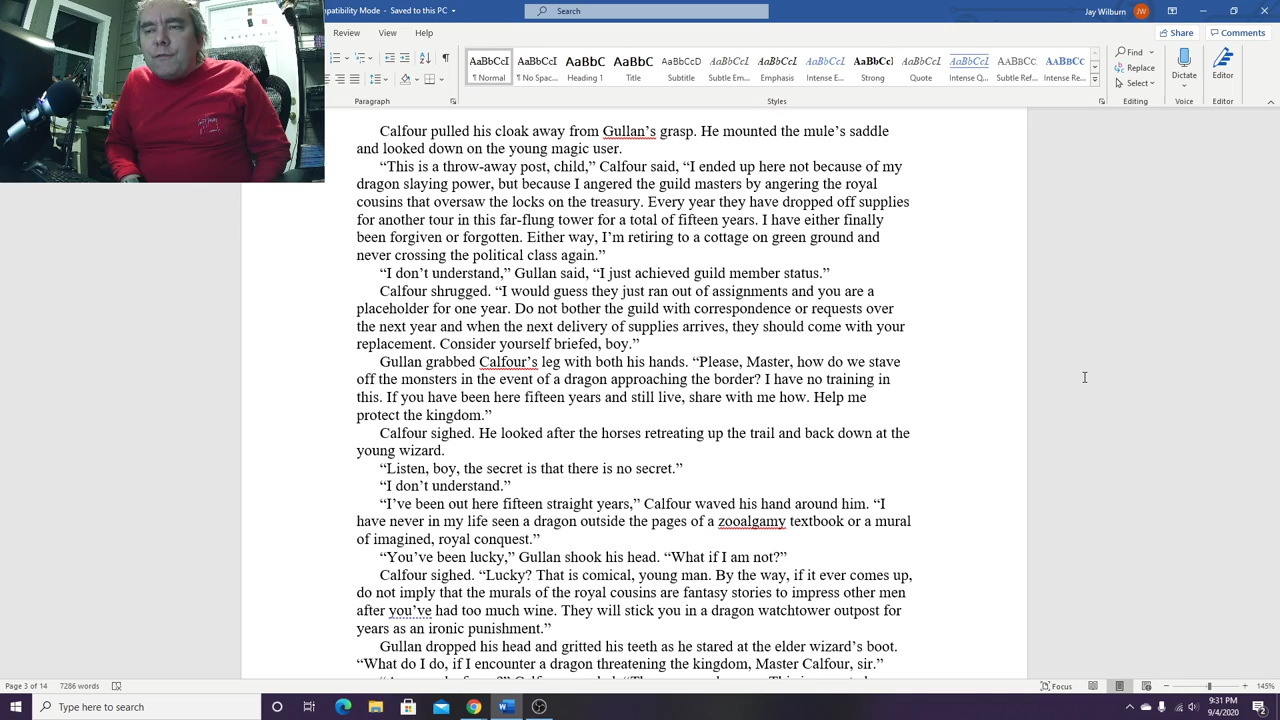 patibility Mode - Jay to Read
Search
Jay Wilburn
JW
Review View Help
Share Comments
AaBbCcI AaBbCcI AaBbC AaBbC AaBbCcD AaBbCcI AaBbCcI AaBbCcI AaBbCcI AaBbCcI AaBbCcI AaBbCC AaBbCC
¶ Normal ¶ No Spac... Heading 1 Title Subtitle Subtle Em... Emphasis Intense E... Strong Quote Intense Q... Subtle Ref... Intense Re...
Find
Replace
Select
Dictate
Editor
Paragraph Styles Editing Voice Editor
Calfour pulled his cloak away from Gullan’s grasp. He mounted the mule’s saddle
and looked down on the young magic user.
“This is a throw-away post, child,” Calfour said, “I ended up here not because of my
dragon slaying power, but because I angered the guild masters by angering the royal
cousins that oversaw the locks on the treasury. Every year they have dropped off supplies
for another tour in this far-flung tower for a total of fifteen years. I have either finally
been forgiven or forgotten. Either way, I’m retiring to a cottage on green ground and
never crossing the political class again.”
“I don’t understand,” Gullan said, “I just achieved guild member status.”
Calfour shrugged. “I would guess they just ran out of assignments and you are a
placeholder for one year. Do not bother the guild with correspondence or requests over
the next year and when the next delivery of supplies arrives, they should come with your
replacement. Consider yourself briefed, boy.”
Gullan grabbed Calfour’s leg with both his hands. “Please, Master, how do we stave
off the monsters in the event of a dragon approaching the border? I have no training in
this. If you have been here fifteen years and still live, share with me how. Help me
protect the kingdom.”
Calfour sighed. He looked after the horses retreating up the trail and back down at the
young wizard.
“Listen, boy, the secret is that there is no secret.”
“I don’t understand.”
“I’ve been out here fifteen straight years,” Calfour waved his hand around him. “I
have never in my life seen a dragon outside the pages of a zooalgamy textbook or a mural
of imagined, royal conquest.”
“You’ve been lucky,” Gullan shook his head. “What if I am not?”
Calfour sighed. “Lucky? That is comical, young man. By the way, if it ever comes up,
do not imply that the murals of the royal cousins are fantasy stories to impress other men
after you’ve had too much wine. They will stick you in a dragon watchtower outpost for
years as an ironic punishment.”
Gullan dropped his head and gritted his teeth as he stared at the elder wizard’s boot.
“What do I do, if I encounter a dragon threatening the kingdom, Master Calfour, sir.”
Page 3 of 14 7286 words
Focus
145%
Type here to search
9:31 PM
9/4/2020